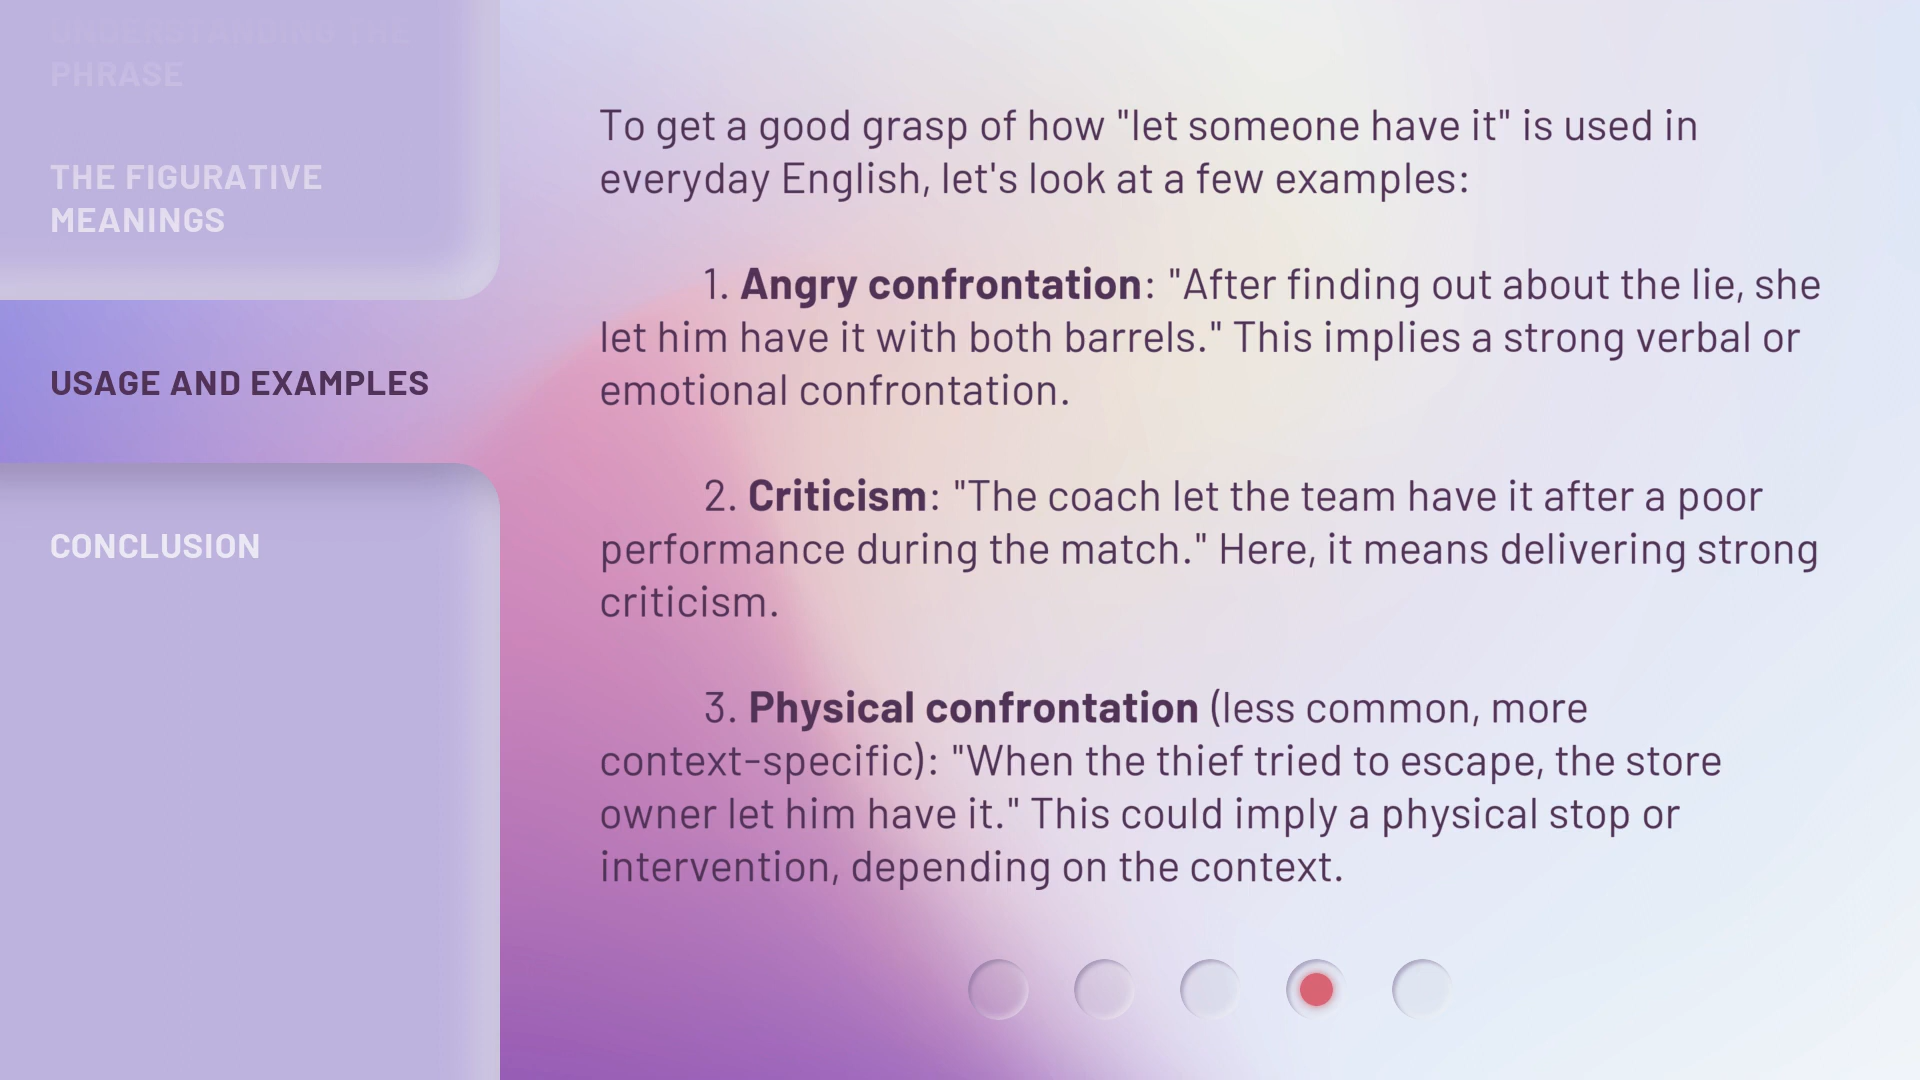 UNDERSTANDING THE
PHRASE
THE FIGURATIVE
MEANINGS
USAGE AND EXAMPLES
CONCLUSION
To get a good grasp of how "let someone have it" is used in
everyday English, let's look at a few examples:
1. Angry confrontation: "After finding out about the lie, she
let him have it with both barrels." This implies a strong verbal or
emotional confrontation.
2. Criticism: "The coach let the team have it after a poor
performance during the match." Here, it means delivering strong
criticism.
3. Physical confrontation (less common, more
context-specific): "When the thief tried to escape, the store
owner let him have it." This could imply a physical stop or
intervention, depending on the context.